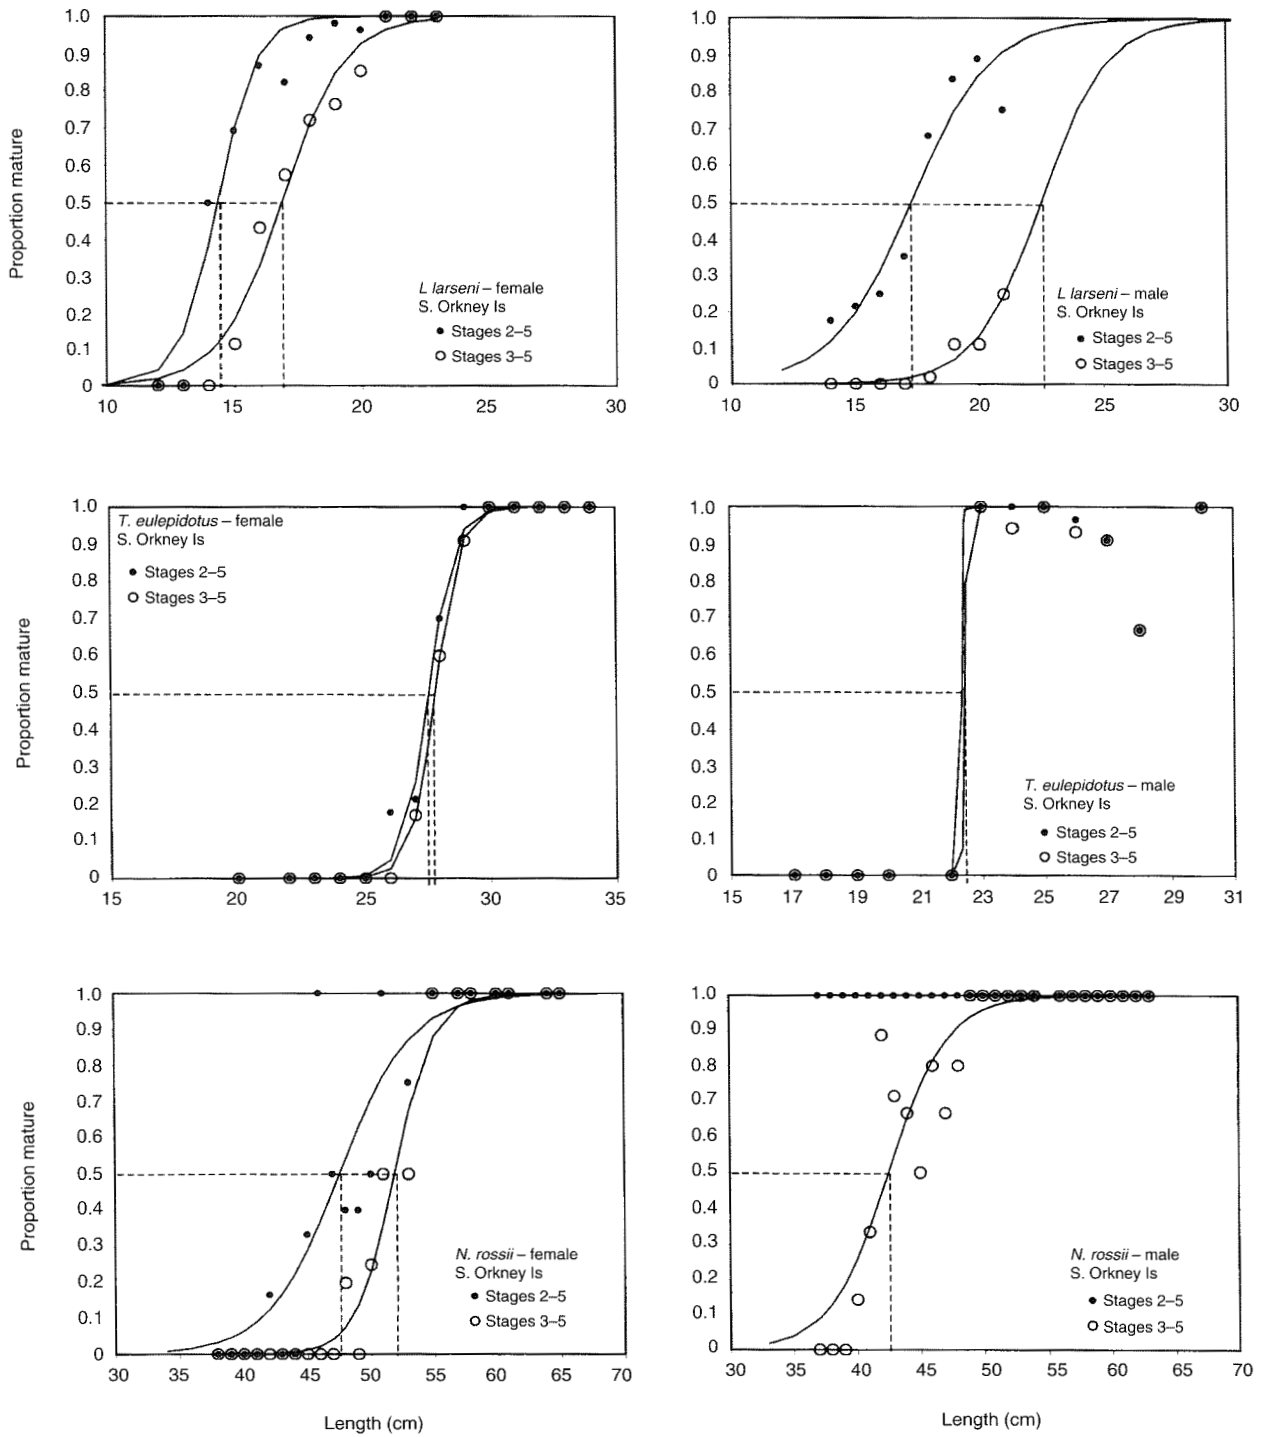 1.0
0.9
0.8
0.7
0.6
0.5
0.4
0.3
0.2
0.1
0
10 15 20 25 30
Proportion mature
L larseni – female
S. Orkney Is
Stages 2–5
Stages 3–5
1.0
0.9
0.8
0.7
0.6
0.5
0.4
0.3
0.2
0.1
0
10 15 20 25 30
L larseni – male
S. Orkney Is
Stages 2–5
Stages 3–5
1.0
0.9
0.8
0.7
0.6
0.5
0.4
0.3
0.2
0.1
0
15 20 25 30 35
Proportion mature
T. eulepidotus – female
S. Orkney Is
Stages 2–5
Stages 3–5
1.0
0.9
0.8
0.7
0.6
0.5
0.4
0.3
0.2
0.1
0
15 17 19 21 23 25 27 29 31
T. eulepidotus – male
S. Orkney Is
Stages 2–5
Stages 3–5
1.0
0.9
0.8
0.7
0.6
0.5
0.4
0.3
0.2
0.1
0
30 35 40 45 50 55 60 65 70
Proportion mature
N. rossii – female
S. Orkney Is
Stages 2–5
Stages 3–5
Length (cm)
1.0
0.9
0.8
0.7
0.6
0.5
0.4
0.3
0.2
0.1
0
30 35 40 45 50 55 60 65 70
N. rossii – male
S. Orkney Is
Stages 2–5
Stages 3–5
Length (cm)